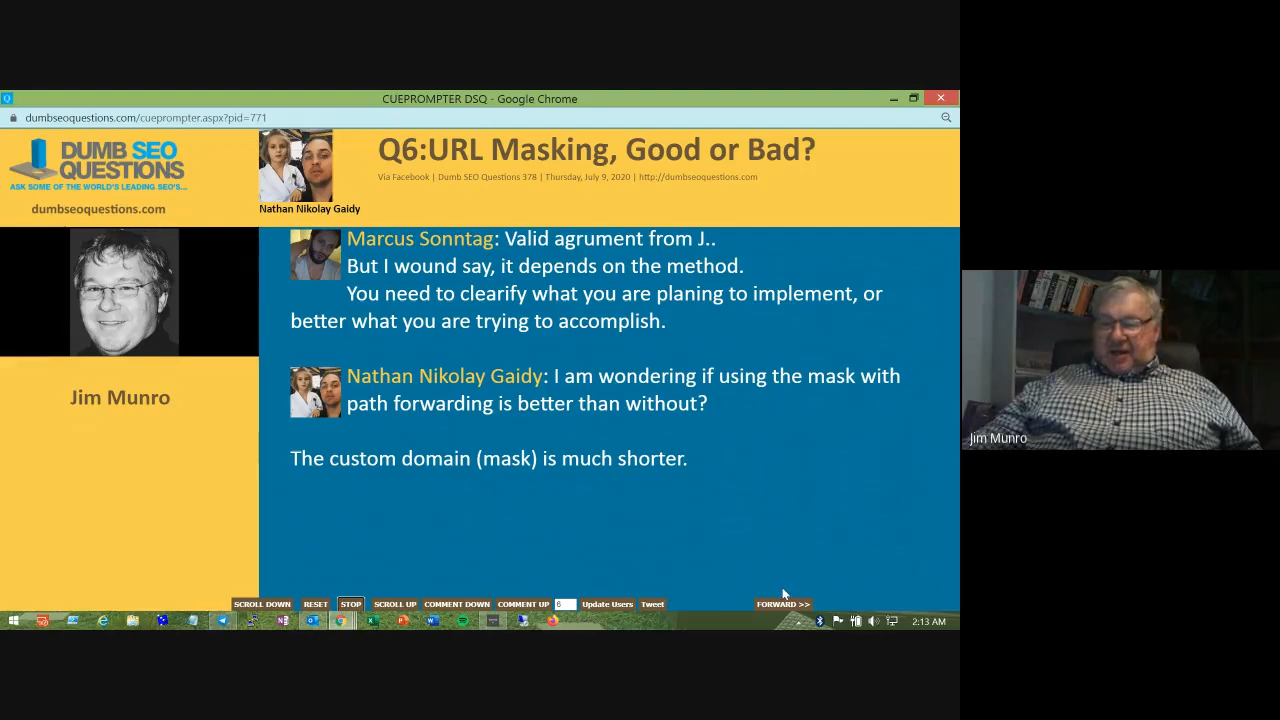 CUEPROMPTER DSQ - Google Chrome
dumbseoquestions.com/cueprompter.aspx?pid=771
DUMB SEO
QUESTIONS
ASK SOME OF THE WORLD'S LEADING SEO'S...
dumbseoquestions.com
Nathan Nikolay Gaidy
Q6:URL Masking, Good or Bad?
Via Facebook | Dumb SEO Questions 378 | Thursday, July 9, 2020 | http://dumbseoquestions.com
Jim Munro
Marcus Sonntag: Valid agrument from J..
But I wound say, it depends on the method.
You need to clearify what you are planing to implement, or
better what you are trying to accomplish.
Nathan Nikolay Gaidy: I am wondering if using the mask with
path forwarding is better than without?
The custom domain (mask) is much shorter.
Jim Munro
SCROLL DOWN RESET STOP SCROLL UP COMMENT DOWN COMMENT UP 6 Update Users Tweet FORWARD >>
2:13 AM